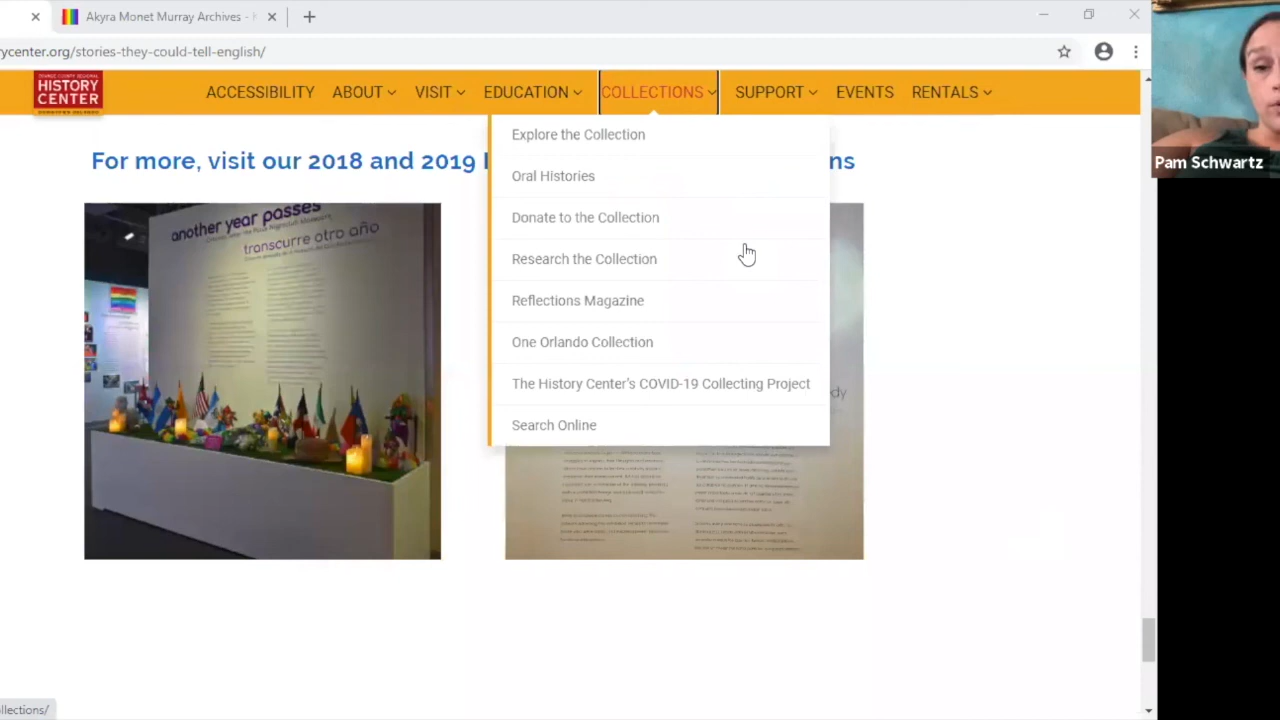 Akyra Monet Murray Archives -
ycenter.org/stories-they-could-tell-english/
HISTORY
CENTER
ACCESSIBILITY ABOUT VISIT EDUCATION COLLECTIONS SUPPORT EVENTS RENTALS
Pam Schwartz
For more, visit our 2018 and 2019
Explore the Collection
Oral Histories
Donate to the Collection
Research the Collection
Reflections Magazine
One Orlando Collection
The History Center's COVID-19 Collecting Project
Search Online
another year passes
transcurre otro año
llections/